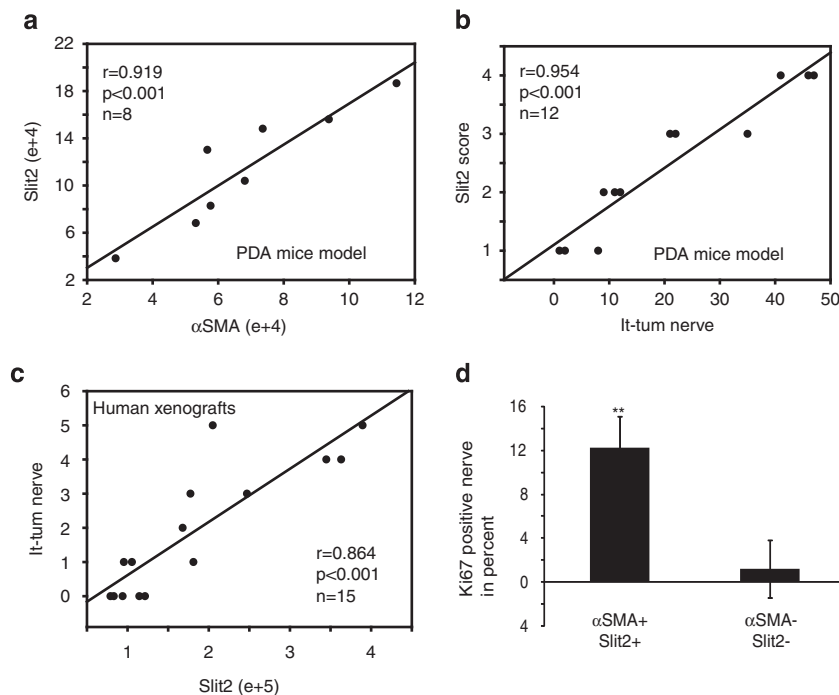 a
22
18
14
10
6
2
Slit2 (e+4)
r=0.919
p<0.001
n=8
PDA mice model
2 4 6 8 10 12
αSMA (e+4)
b
4
3
2
1
Slit2 score
r=0.954
p<0.001
n=12
PDA mice model
0 10 20 30 40 50
It-tum nerve
c
6
5
4
3
2
1
0
It-tum nerve
Human xenografts
r=0.864
p<0.001
n=15
1 2 3 4
Slit2 (e+5)
d
16
12
8
4
0
4
Ki67 positive nerve
in percent
**
αSMA+
Slit2+
αSMA-
Slit2-